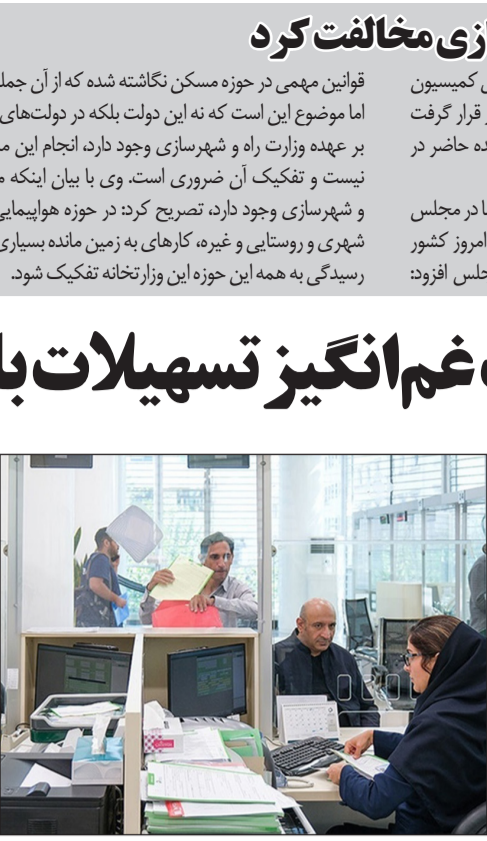 زی مخالفت کرد
کمیسیون
قرار گرفت
ده حاضر در
ا در مجلس
امروز کشور
جلس افزود:
قوانین مهمی در حوزه مسکن نگاشته شده که از آن جمل
اما موضوع این است که نه این دولت بلکه در دولت‌های
بر عهده وزارت راه و شهرسازی وجود دارد، انجام این م
نیست و تفکیک آن ضروری است. وی با بیان اینکه م
و شهرسازی وجود دارد، تصریح کرد: در حوزه هواپیمایی
شهری و روستایی و غیره، کارهای به زمین مانده بسیاری
رسیدگی به همه این حوزه این وزارتخانه تفکیک شود.
غم‌انگیز تسهیلات با